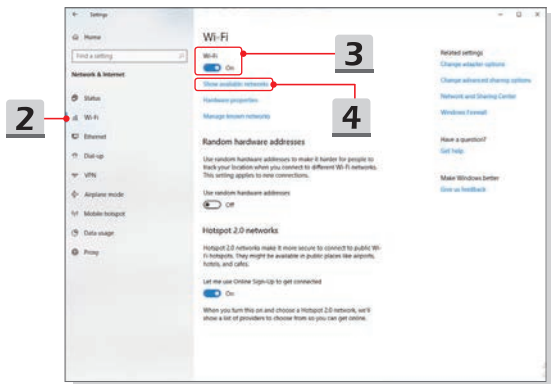 Settings
Home
Find a setting
Network & Internet
Status
Wi-Fi
Ethernet
Dial-up
VPN
Airplane mode
Mobile hotspot
Data usage
Proxy
2
Wi-Fi
Wi-Fi
On
3
Show available networks
4
Hardware properties
Manage known networks
Random hardware addresses
Use random hardware addresses to make it harder for people to
track your location when you connect to different Wi-Fi networks.
This setting applies to new connections.
Use random hardware addresses
Off
Hotspot 2.0 networks
Hotspot 2.0 networks make it more secure to connect to public Wi-
Fi hotspots. They might be available in public places like airports,
hotels, and cafes.
Let me use Online Sign-Up to get connected
On
When you turn this on and choose a Hotspot 2.0 network, we'll
show a list of providers to choose from so you can get online.
Related settings
Change adapter options
Change advanced sharing options
Network and Sharing Center
Windows Firewall
Have a question?
Get help
Make Windows better
Give us feedback